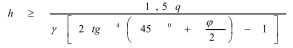 h ≥ 1,5 q / γ [ 2 tg⁴ ( 45⁰ + φ/2 ) − 1 ]